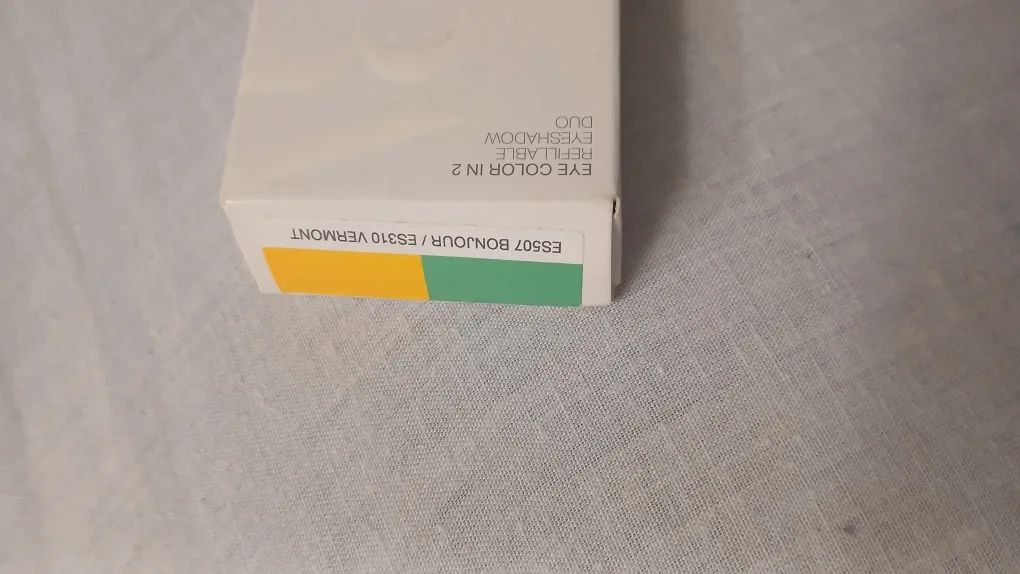 EYE COLOR IN 2
REFILLABLE
EYESHADOW
DUO
ES507 BONJOUR / ES310 VERMONT